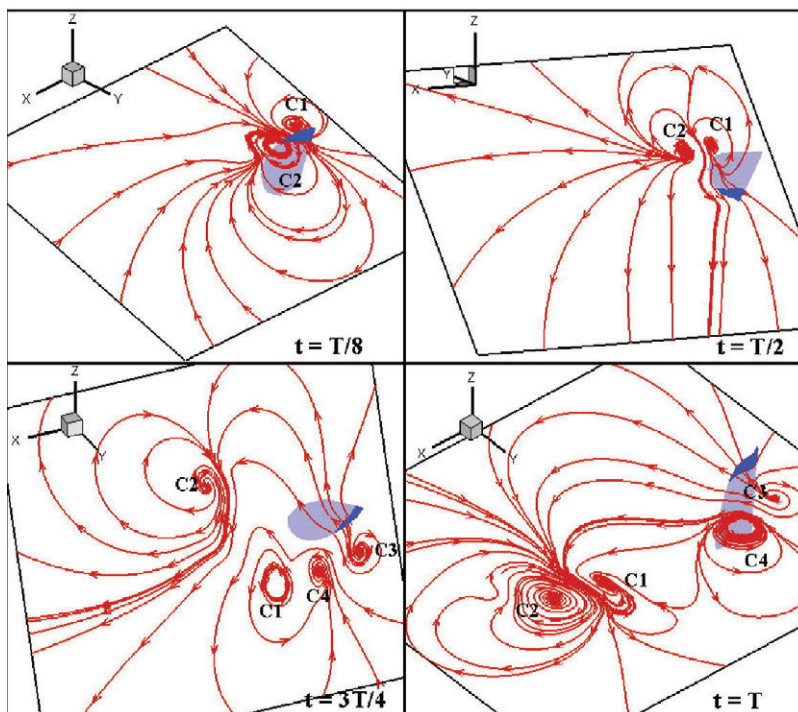 Z
X
Y
C1
C2
t = T/8
Z
Y
X
C2
C1
t = T/2
Z
X
Y
C2
C3
C1
C4
t = 3T/4
Z
X
Y
C3
C4
C1
C2
t = T